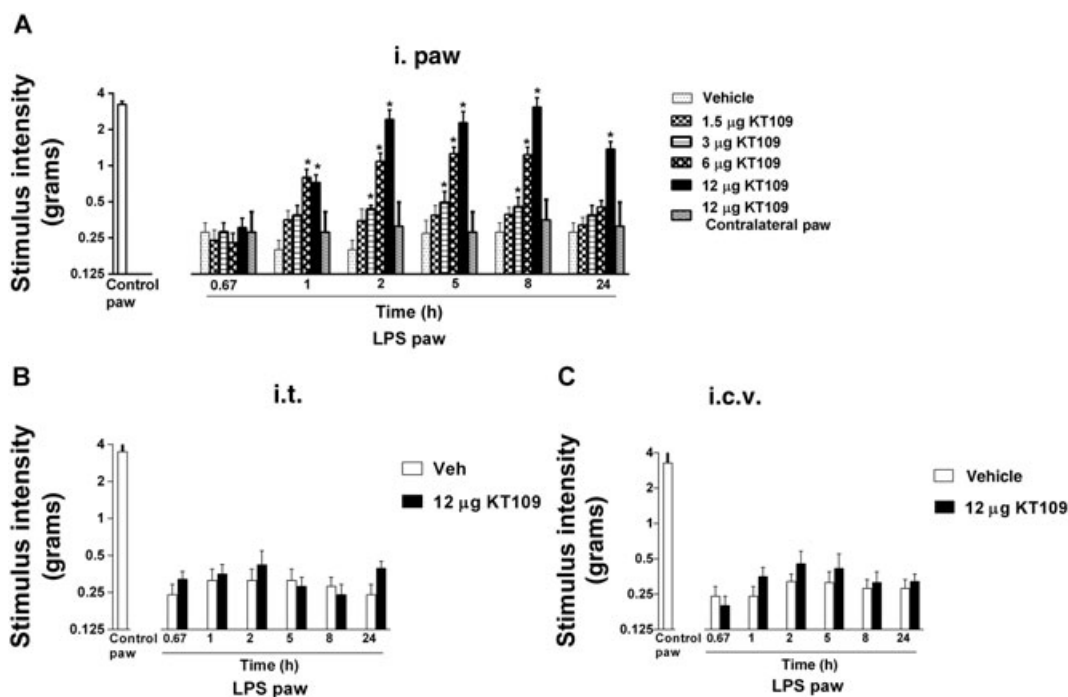 A
i. paw
Stimulus intensity
(grams)
4
2
1
0.5
0.25
0.125
* * * * * * * * * * * *
Control
paw
0.67 1 2 5 8 24
Time (h)
LPS paw
Vehicle
1.5 μg KT109
3 μg KT109
6 μg KT109
12 μg KT109
12 μg KT109
Contralateral paw
B
i.t.
Stimulus intensity
(grams)
4
2
1
0.5
0.25
0.125
Control
paw
0.67 1 2 5 8 24
Time (h)
LPS paw
Veh
12 μg KT109
C
i.c.v.
Stimulus intensity
(grams)
4
2
1
0.5
0.25
0.125
Control
paw
0.67 1 2 5 8 24
Time (h)
LPS paw
Vehicle
12 μg KT109